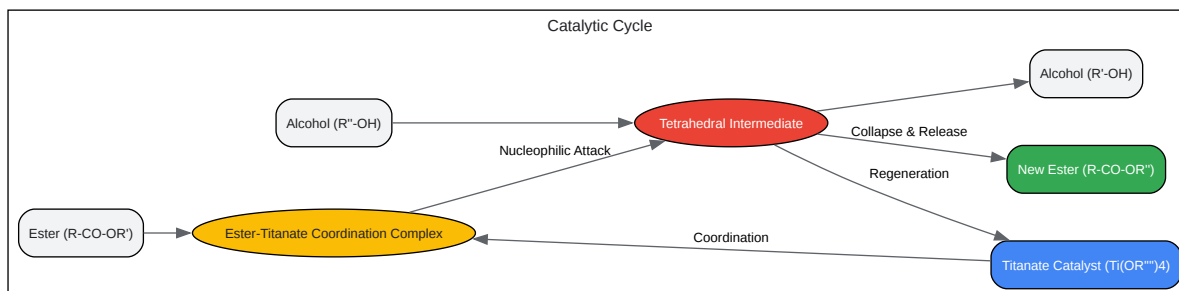 Catalytic Cycle
Alcohol (R'-OH)
Alcohol (R''-OH)
Tetrahedral Intermediate
Collapse & Release
Nucleophilic Attack
New Ester (R-CO-OR'')
Regeneration
Ester (R-CO-OR')
Ester-Titanate Coordination Complex
Coordination
Titanate Catalyst (Ti(OR'''')4)